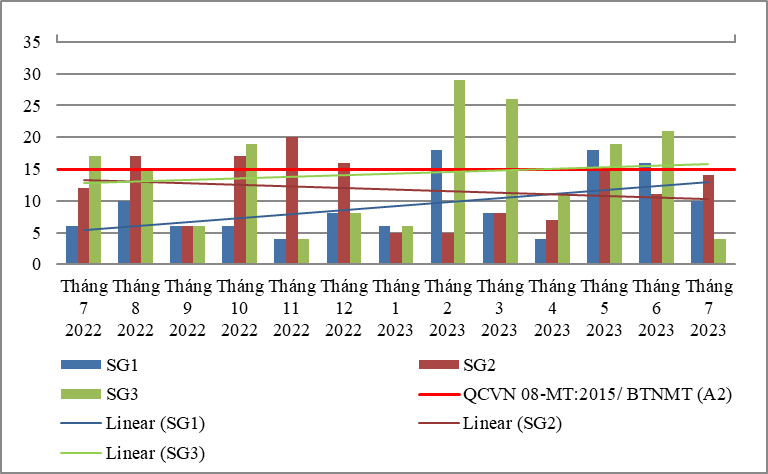 35
30
25
20
15
10
5
0
Tháng Tháng Tháng Tháng Tháng Tháng Tháng Tháng Tháng Tháng Tháng Tháng Tháng
7 8 9 10 11 12 1 2 3 4 5 6 7
2022 2022 2022 2022 2022 2022 2023 2023 2023 2023 2023 2023 2023
SG1 SG2
SG3 QCVN 08-MT:2015/ BTNMT (A2)
Linear (SG1) Linear (SG2)
Linear (SG3)